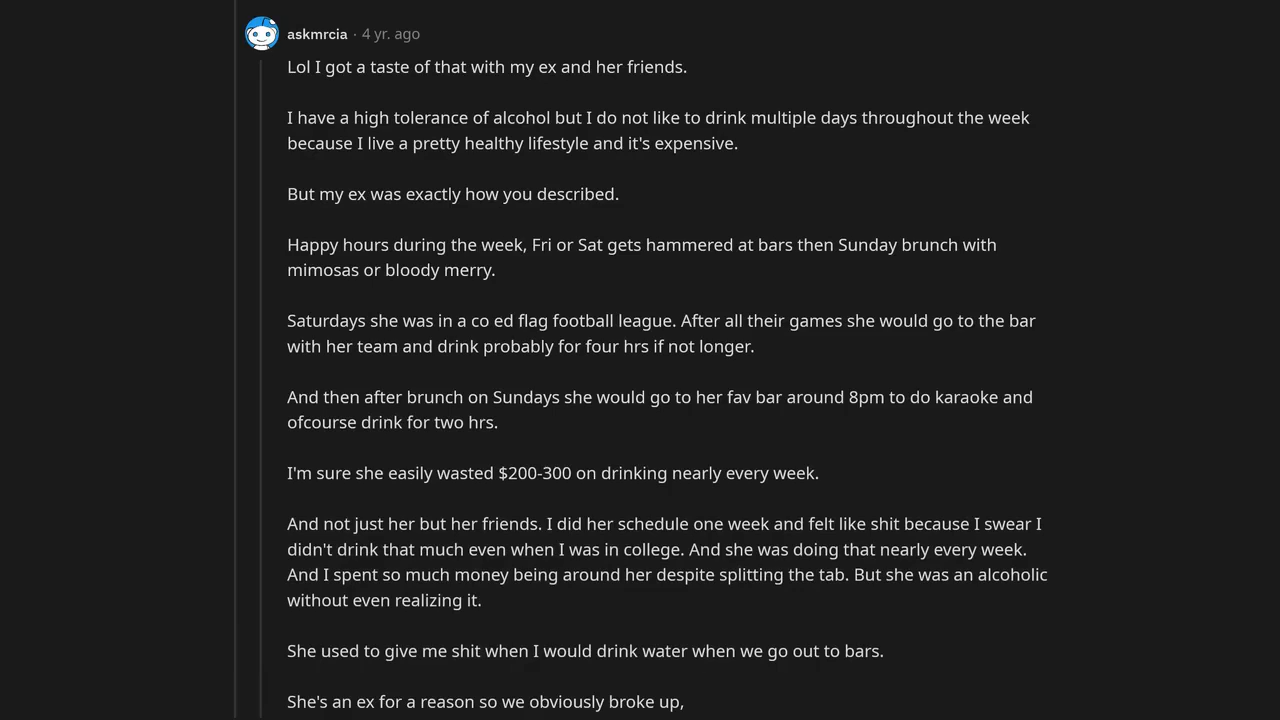 askmrcia · 4 yr. ago
Lol I got a taste of that with my ex and her friends.
I have a high tolerance of alcohol but I do not like to drink multiple days throughout the week
because I live a pretty healthy lifestyle and it's expensive.
But my ex was exactly how you described.
Happy hours during the week, Fri or Sat gets hammered at bars then Sunday brunch with
mimosas or bloody merry.
Saturdays she was in a co ed flag football league. After all their games she would go to the bar
with her team and drink probably for four hrs if not longer.
And then after brunch on Sundays she would go to her fav bar around 8pm to do karaoke and
ofcourse drink for two hrs.
I'm sure she easily wasted $200-300 on drinking nearly every week.
And not just her but her friends. I did her schedule one week and felt like shit because I swear I
didn't drink that much even when I was in college. And she was doing that nearly every week.
And I spent so much money being around her despite splitting the tab. But she was an alcoholic
without even realizing it.
She used to give me shit when I would drink water when we go out to bars.
She's an ex for a reason so we obviously broke up,